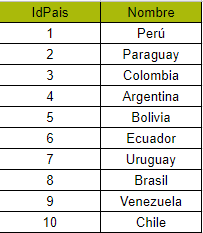 IdPais Nombre
1 Perú
2 Paraguay
3 Colombia
4 Argentina
5 Bolivia
6 Ecuador
7 Uruguay
8 Brasil
9 Venezuela
10 Chile